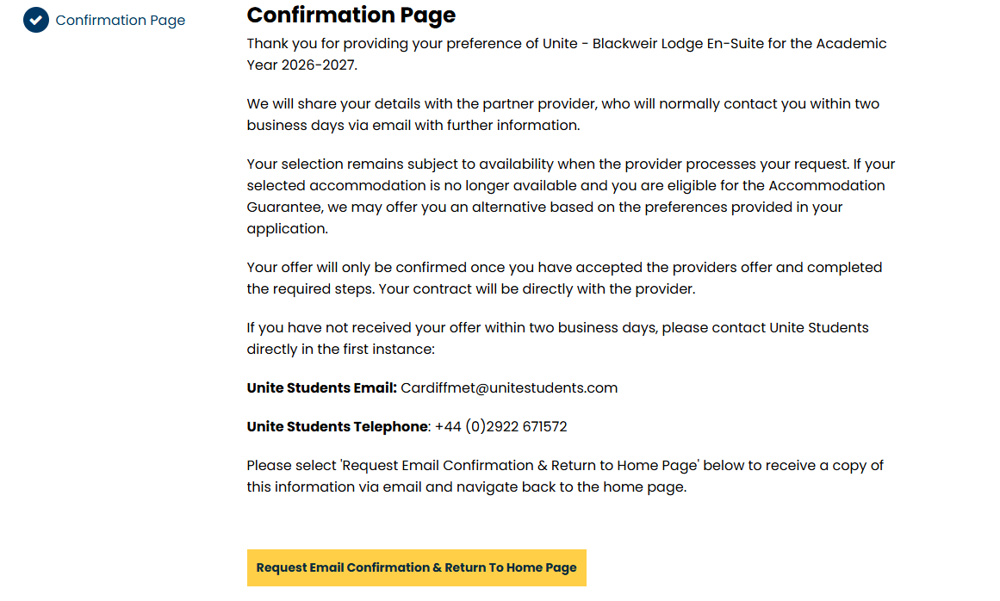 Confirmation Page
Confirmation Page
Thank you for providing your preference of Unite - Blackweir Lodge En-Suite for the Academic
Year 2026-2027.
We will share your details with the partner provider, who will normally contact you within two
business days via email with further information.
Your selection remains subject to availability when the provider processes your request. If your
selected accommodation is no longer available and you are eligible for the Accommodation
Guarantee, we may offer you an alternative based on the preferences provided in your
application.
Your offer will only be confirmed once you have accepted the providers offer and completed
the required steps. Your contract will be directly with the provider.
If you have not received your offer within two business days, please contact Unite Students
directly in the first instance:
Unite Students Email: Cardiffmet@unitestudents.com
Unite Students Telephone: +44 (0)2922 671572
Please select 'Request Email Confirmation & Return to Home Page' below to receive a copy of
this information via email and navigate back to the home page.
Request Email Confirmation & Return To Home Page